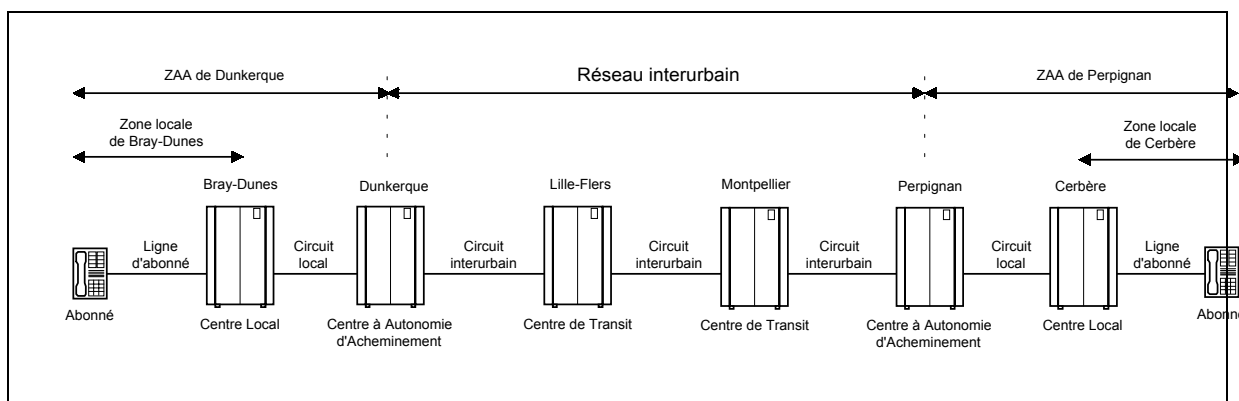 ZAA de Dunkerque
Réseau interurbain
ZAA de Perpignan
Zone locale
de Bray-Dunes
Zone locale
de Cerbère
Bray-Dunes
Dunkerque
Lille-Flers
Montpellier
Perpignan
Cerbère
Ligne
d'abonné
Circuit
local
Circuit
interurbain
Circuit
interurbain
Circuit
interurbain
Circuit
local
Ligne
d'abonné
Abonné
Centre Local
Centre à Autonomie
d'Acheminement
Centre de Transit
Centre de Transit
Centre à Autonomie
d'Acheminement
Centre Local
Abonné